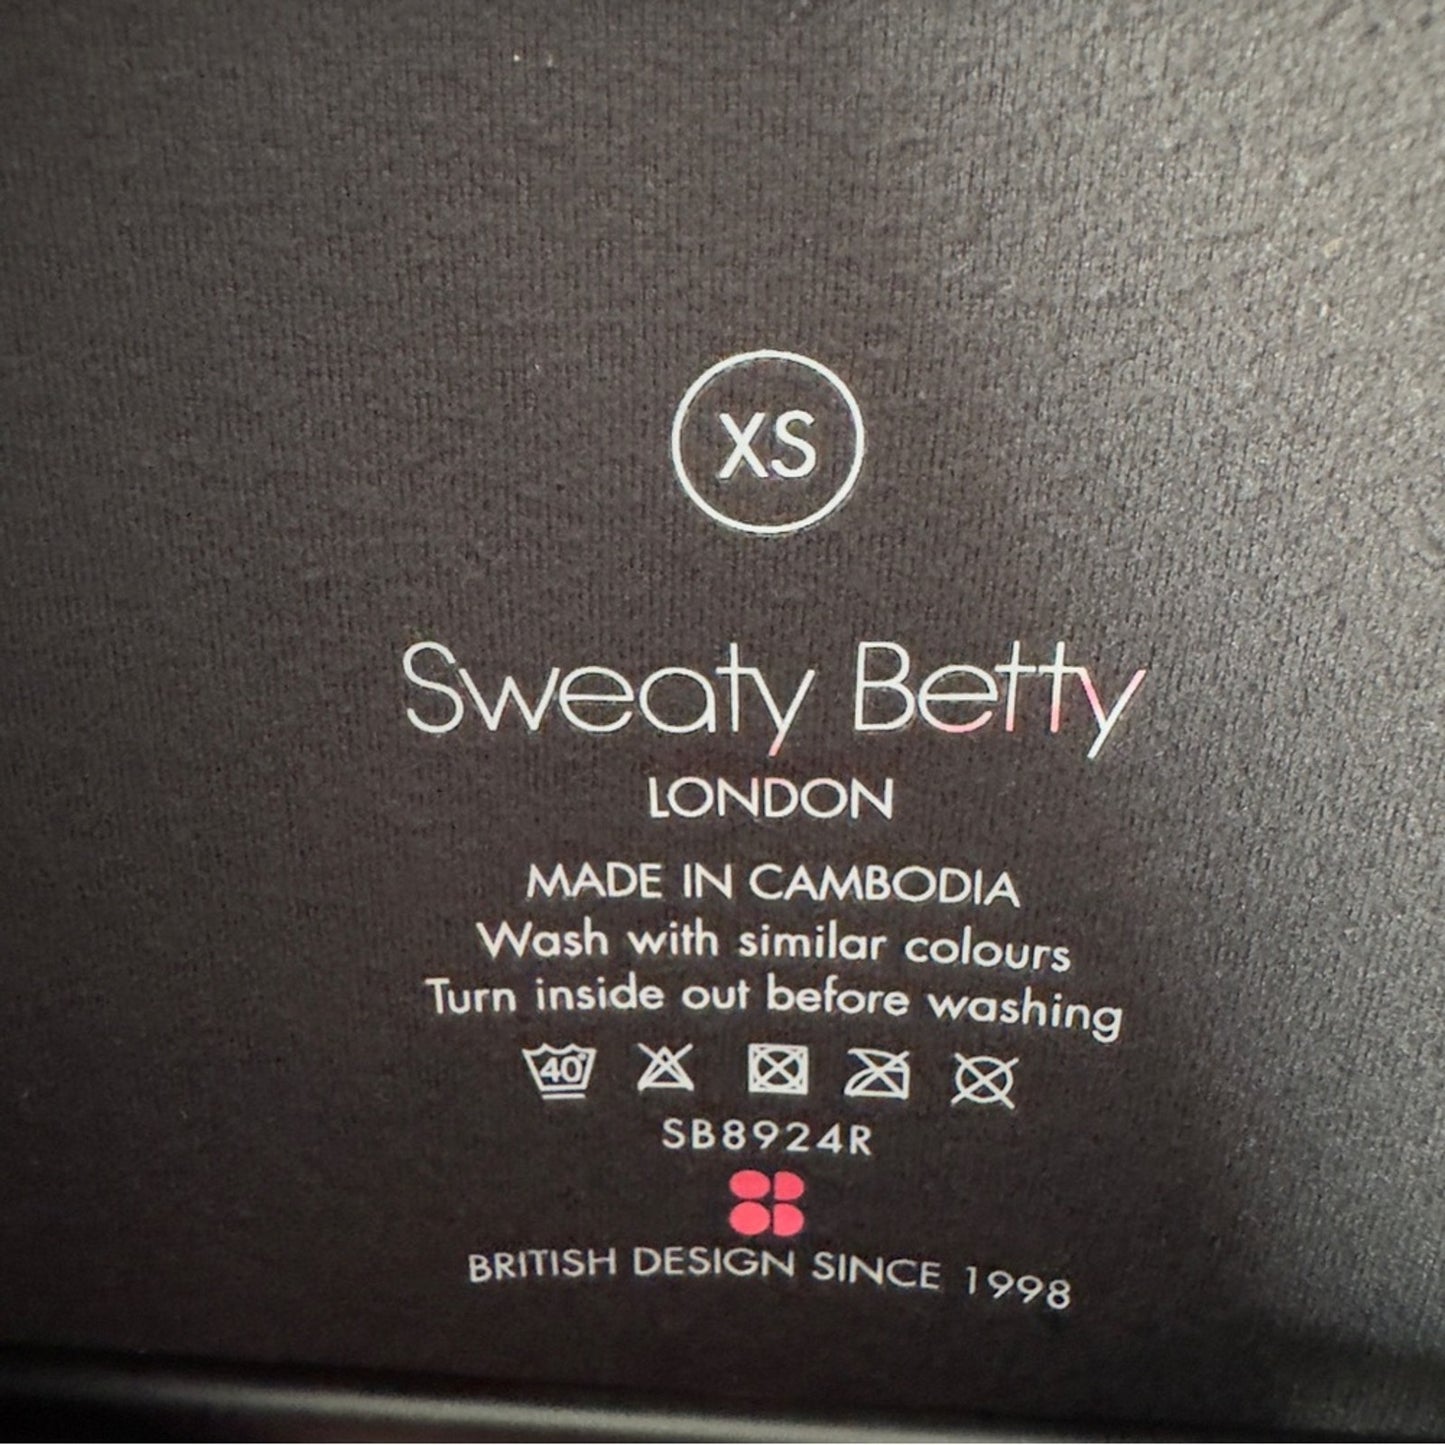 XS
Sweaty Betty
LONDON
MADE IN CAMBODIA
Wash with similar colours
Turn inside out before washing
40°
SB8924R
BRITISH DESIGN SINCE 1998